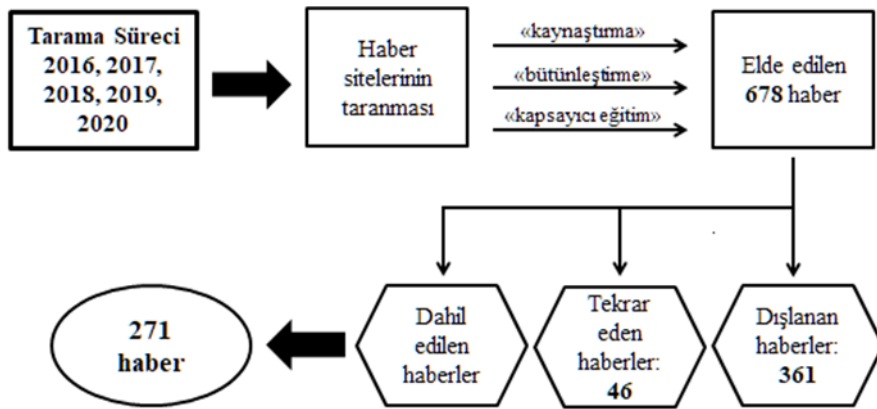 Tarama Süreci
2016, 2017,
2018, 2019,
2020
Haber
sitelerinin
taranması
«kaynaştırma»
«bütünleştirme»
«kapsayıcı eğitim»
Elde edilen
678 haber
271
haber
Dahil
edilen
haberler
Tekrar
eden
haberler:
46
Dışlanan
haberler:
361